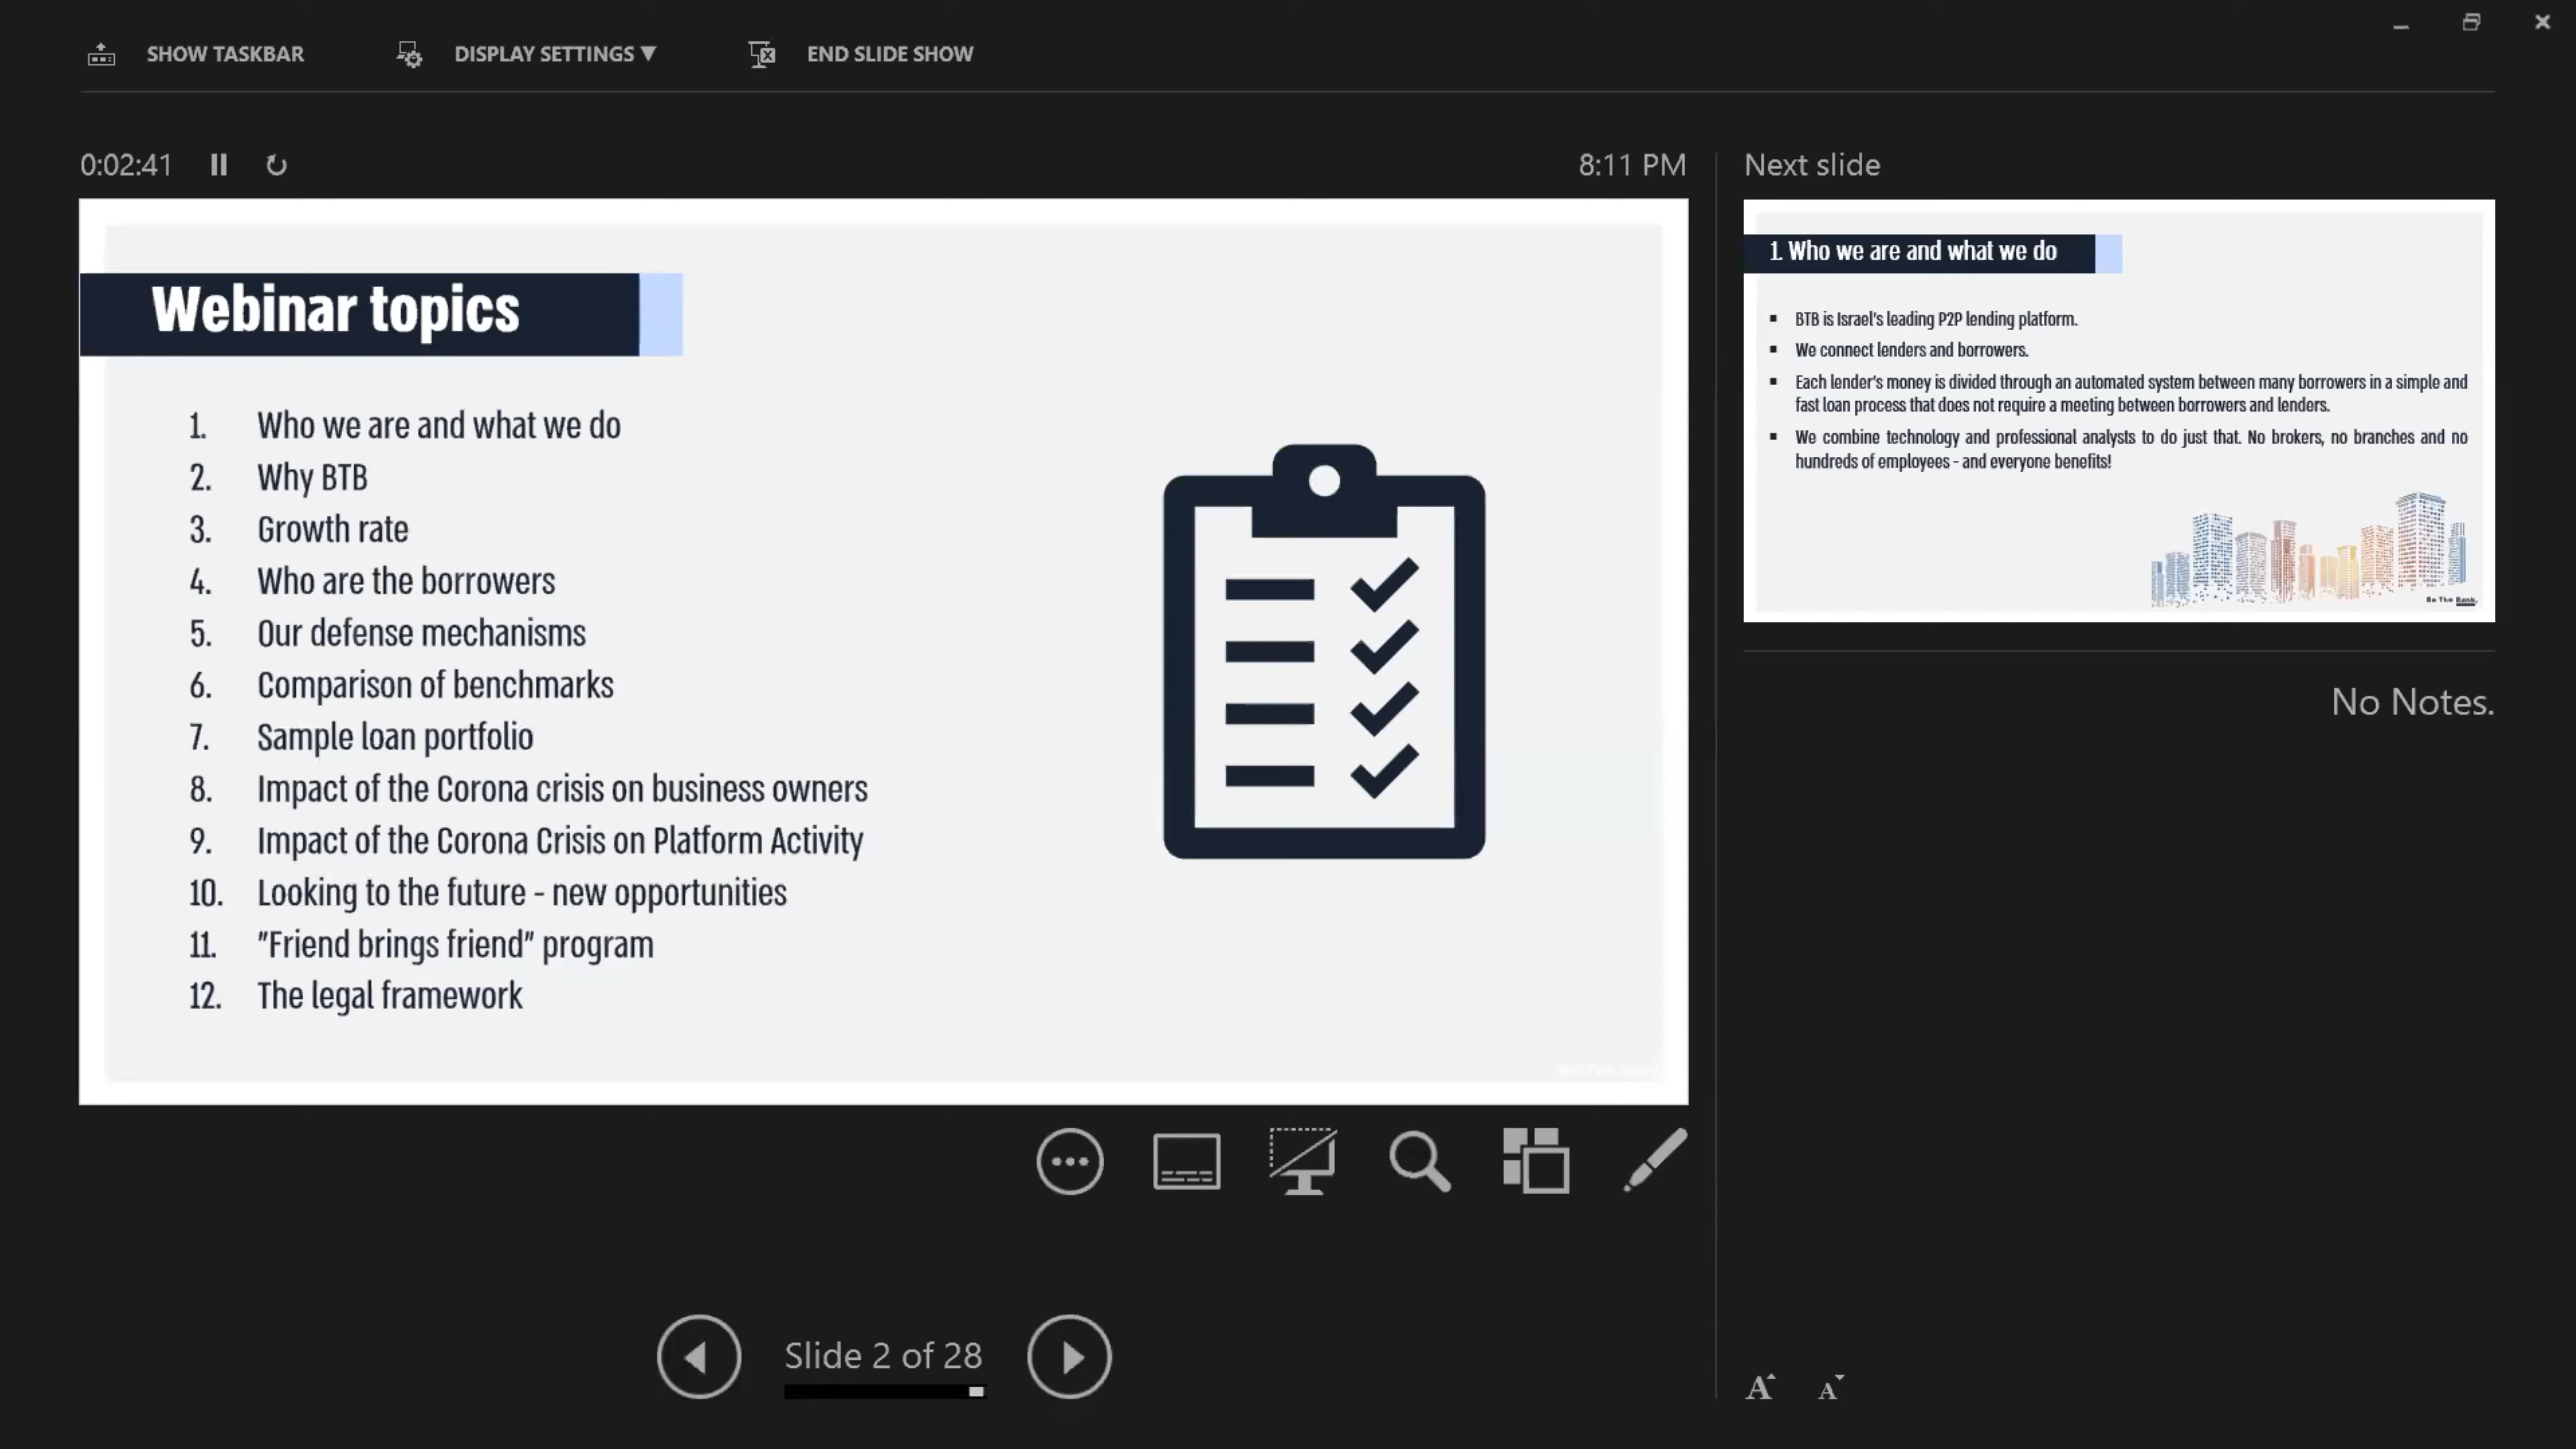 SHOW TASKBAR
DISPLAY SETTINGS ▼
END SLIDE SHOW
0:02:41
8:11 PM
Webinar topics
1. Who we are and what we do
2. Why BTB
3. Growth rate
4. Who are the borrowers
5. Our defense mechanisms
6. Comparison of benchmarks
7. Sample loan portfolio
8. Impact of the Corona crisis on business owners
9. Impact of the Corona Crisis on Platform Activity
10. Looking to the future - new opportunities
11. "Friend brings friend" program
12. The legal framework
Slide 2 of 28
Next slide
1. Who we are and what we do
▪ BTB is Israel's leading P2P lending platform.
▪ We connect lenders and borrowers.
▪ Each lender's money is divided through an automated system between many borrowers in a simple and
fast loan process that does not require a meeting between borrowers and lenders.
▪ We combine technology and professional analysts to do just that. No brokers, no branches and no
hundreds of employees - and everyone benefits!
Be The Bank.
No Notes.
A A